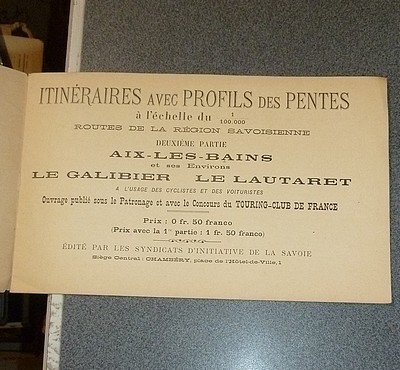 ITINÉRAIRES AVEC PROFILS DES PENTES
à l'échelle du 1/100.000
ROUTES DE LA RÉGION SAVOISIENNE
DEUXIÈME PARTIE
AIX-LES-BAINS
et ses Environs
LE GALIBIER LE LAUTARET
A L'USAGE DES CYCLISTES ET DES VOITURISTES
Ouvrage publié sous le Patronage et avec le Concours du TOURING-CLUB DE FRANCE
Prix : 0 fr. 50 franco
(Prix avec la 1re partie : 1 fr. 50 franco)
ÉDITÉ PAR LES SYNDICATS D'INITIATIVE DE LA SAVOIE
Siège Central : CHAMBÉRY, place de l'Hôtel-de-Ville, 1